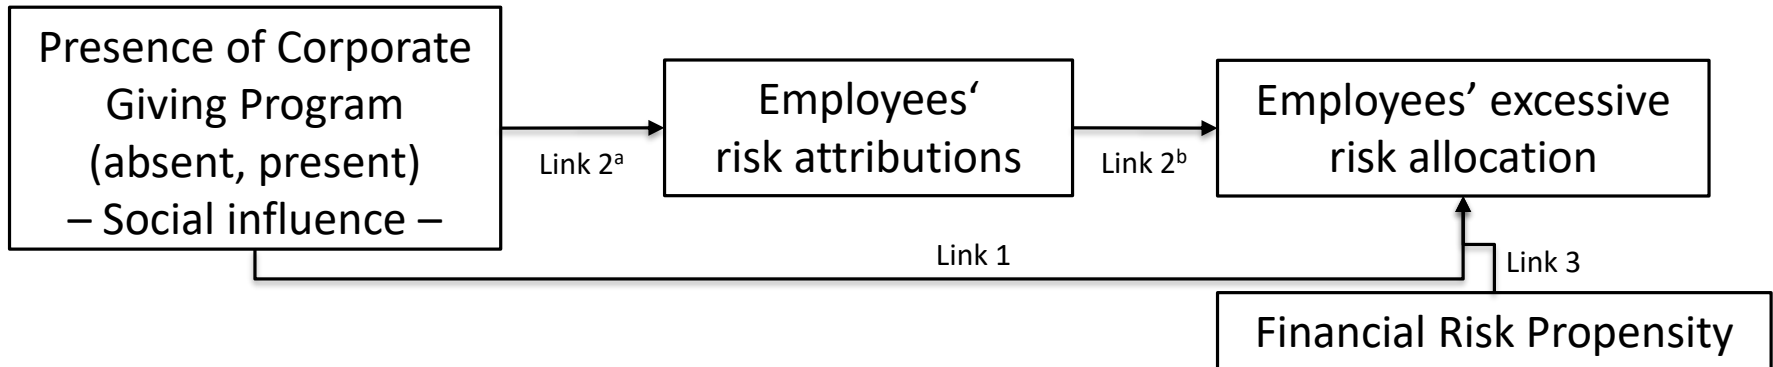 Presence of Corporate
Giving Program
(absent, present)
– Social influence –
Link 2ᵃ
Employees‘
risk attributions
Link 2ᵇ
Employees’ excessive
risk allocation
Link 1
Link 3
Financial Risk Propensity